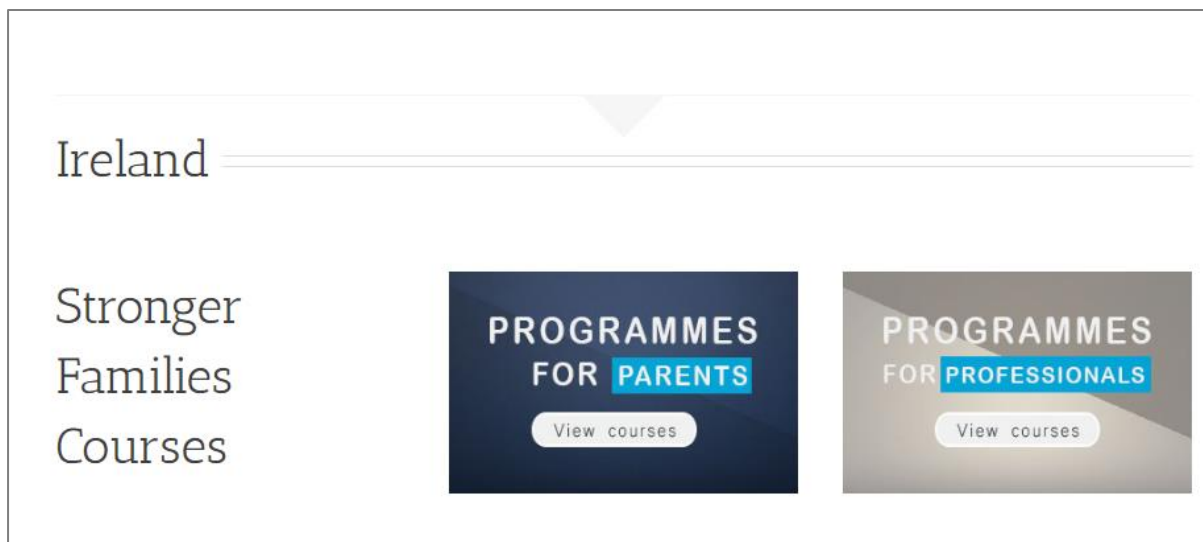 Ireland
Stronger
Families
Courses
PROGRAMMES
FOR PARENTS
View courses
PROGRAMMES
FOR PROFESSIONALS
View courses